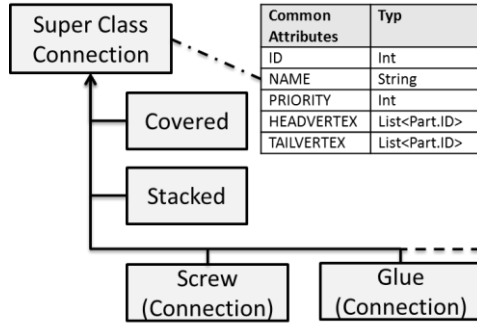 Super Class
Connection
Common
Attributes
Typ
ID
Int
NAME
String
PRIORITY
Int
HEADVERTEX
List<Part.ID>
TAILVERTEX
List<Part.ID>
Covered
Stacked
Screw
(Connection)
Glue
(Connection)